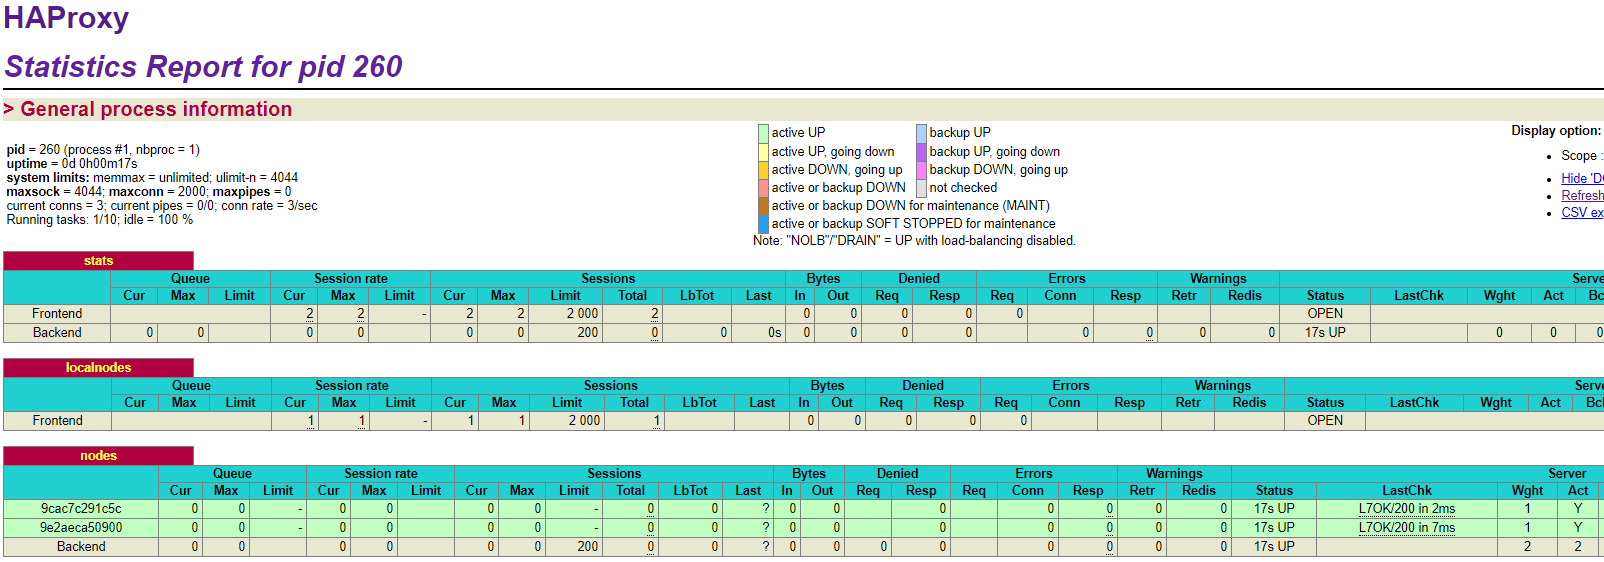 HAProxy
Statistics Report for pid 260
> General process information
pid = 260 (process #1, nbproc = 1)
uptime = 0d 0h00m17s
system limits: memmax = unlimited; ulimit-n = 4044
maxsock = 4044; maxconn = 2000; maxpipes = 0
current conns = 3; current pipes = 0/0; conn rate = 3/sec
Running tasks: 1/10; idle = 100 %
active UP backup UP
active UP, going down backup UP, going down
active DOWN, going up backup DOWN, going up
active or backup DOWN not checked
active or backup DOWN for maintenance (MAINT)
active or backup SOFT STOPPED for maintenance
Note: "NOLB"/"DRAIN" = UP with load-balancing disabled.
Display option:
Scope :
Hide 'D
Refresh
CSV ex
stats
Queue Session rate Sessions Bytes Denied Errors Warnings Serve
Cur Max Limit Cur Max Limit Cur Max Limit Total LbTot Last In Out Req Resp Req Conn Resp Retr Redis Status LastChk Wght Act Bc
Frontend 2 2 - 2 2 2 000 2 0 0 0 0 0 OPEN
Backend 0 0 0 0 0 0 200 0 0 0s 0 0 0 0 0 0 0 0 17s UP 0 0 0
localnodes
Queue Session rate Sessions Bytes Denied Errors Warnings Serve
Cur Max Limit Cur Max Limit Cur Max Limit Total LbTot Last In Out Req Resp Req Conn Resp Retr Redis Status LastChk Wght Act Bc
Frontend 1 1 - 1 1 2 000 1 0 0 0 0 0 OPEN
nodes
Queue Session rate Sessions Bytes Denied Errors Warnings Server
Cur Max Limit Cur Max Limit Cur Max Limit Total LbTot Last In Out Req Resp Req Conn Resp Retr Redis Status LastChk Wght Act
9cac7c291c5c 0 0 - 0 0 0 0 - 0 0 ? 0 0 0 0 0 0 0 17s UP L7OK/200 in 2ms 1 Y
9e2aeca50900 0 0 - 0 0 0 0 - 0 0 ? 0 0 0 0 0 0 0 17s UP L7OK/200 in 7ms 1 Y
Backend 0 0 0 0 0 0 200 0 0 ? 0 0 0 0 0 0 0 0 17s UP 2 2